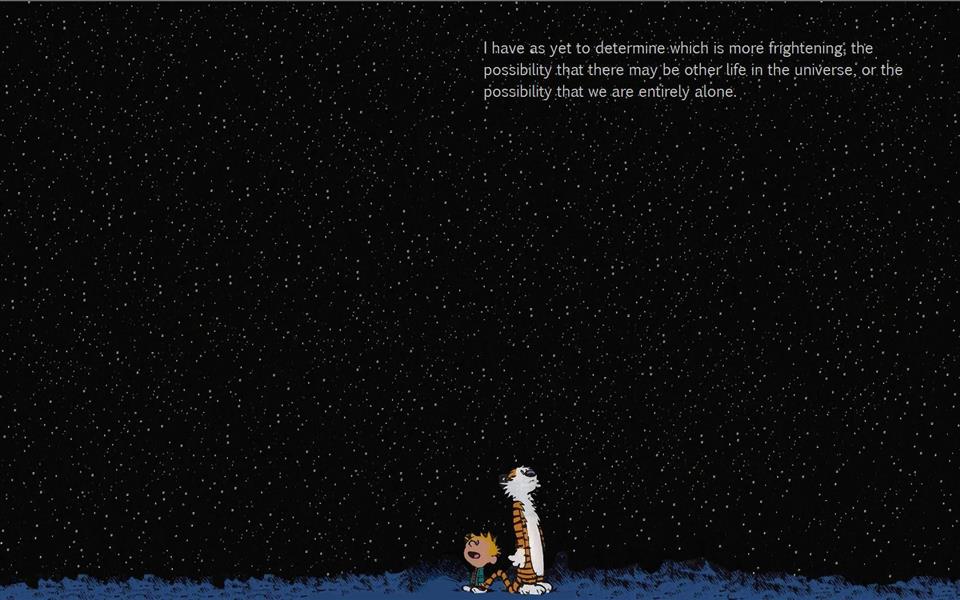 I have as yet to determine which is more frightening; the
possibility that there may be other life in the universe, or the
possibility that we are entirely alone.